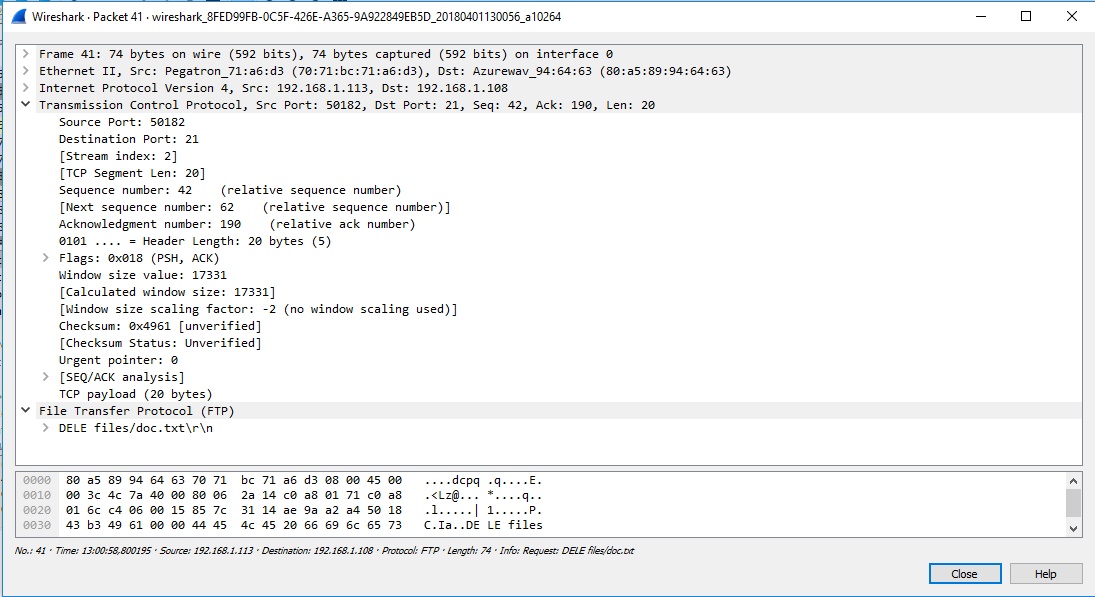 Wireshark · Packet 41 · wireshark_8FED99FB-0C5F-426E-A365-9A922849EB5D_20180401130056_a10264
Frame 41: 74 bytes on wire (592 bits), 74 bytes captured (592 bits) on interface 0
Ethernet II, Src: Pegatron_71:a6:d3 (70:71:bc:71:a6:d3), Dst: Azurewav_94:64:63 (80:a5:89:94:64:63)
Internet Protocol Version 4, Src: 192.168.1.113, Dst: 192.168.1.108
Transmission Control Protocol, Src Port: 50182, Dst Port: 21, Seq: 42, Ack: 190, Len: 20
Source Port: 50182
Destination Port: 21
[Stream index: 2]
[TCP Segment Len: 20]
Sequence number: 42    (relative sequence number)
[Next sequence number: 62    (relative sequence number)]
Acknowledgment number: 190    (relative ack number)
0101 .... = Header Length: 20 bytes (5)
Flags: 0x018 (PSH, ACK)
Window size value: 17331
[Calculated window size: 17331]
[Window size scaling factor: -2 (no window scaling used)]
Checksum: 0x4961 [unverified]
[Checksum Status: Unverified]
Urgent pointer: 0
[SEQ/ACK analysis]
TCP payload (20 bytes)
File Transfer Protocol (FTP)
DELE files/doc.txt\r\n
0000  80 a5 89 94 64 63 70 71  bc 71 a6 d3 08 00 45 00   ....dcpq .q....E.
0010  00 3c 4c 7a 40 00 80 06  2a 14 c0 a8 01 71 c0 a8   .<Lz@... *....q..
0020  01 6c c4 06 00 15 85 7c  31 14 ae 9a a2 a4 50 18   .l.....| 1.....P.
0030  43 b3 49 61 00 00 44 45  4c 45 20 66 69 6c 65 73   C.Ia..DE LE files
No.: 41 · Time: 13:00:58,800195 · Source: 192.168.1.113 · Destination: 192.168.1.108 · Protocol: FTP · Length: 74 · Info: Request: DELE files/doc.txt
Close
Help